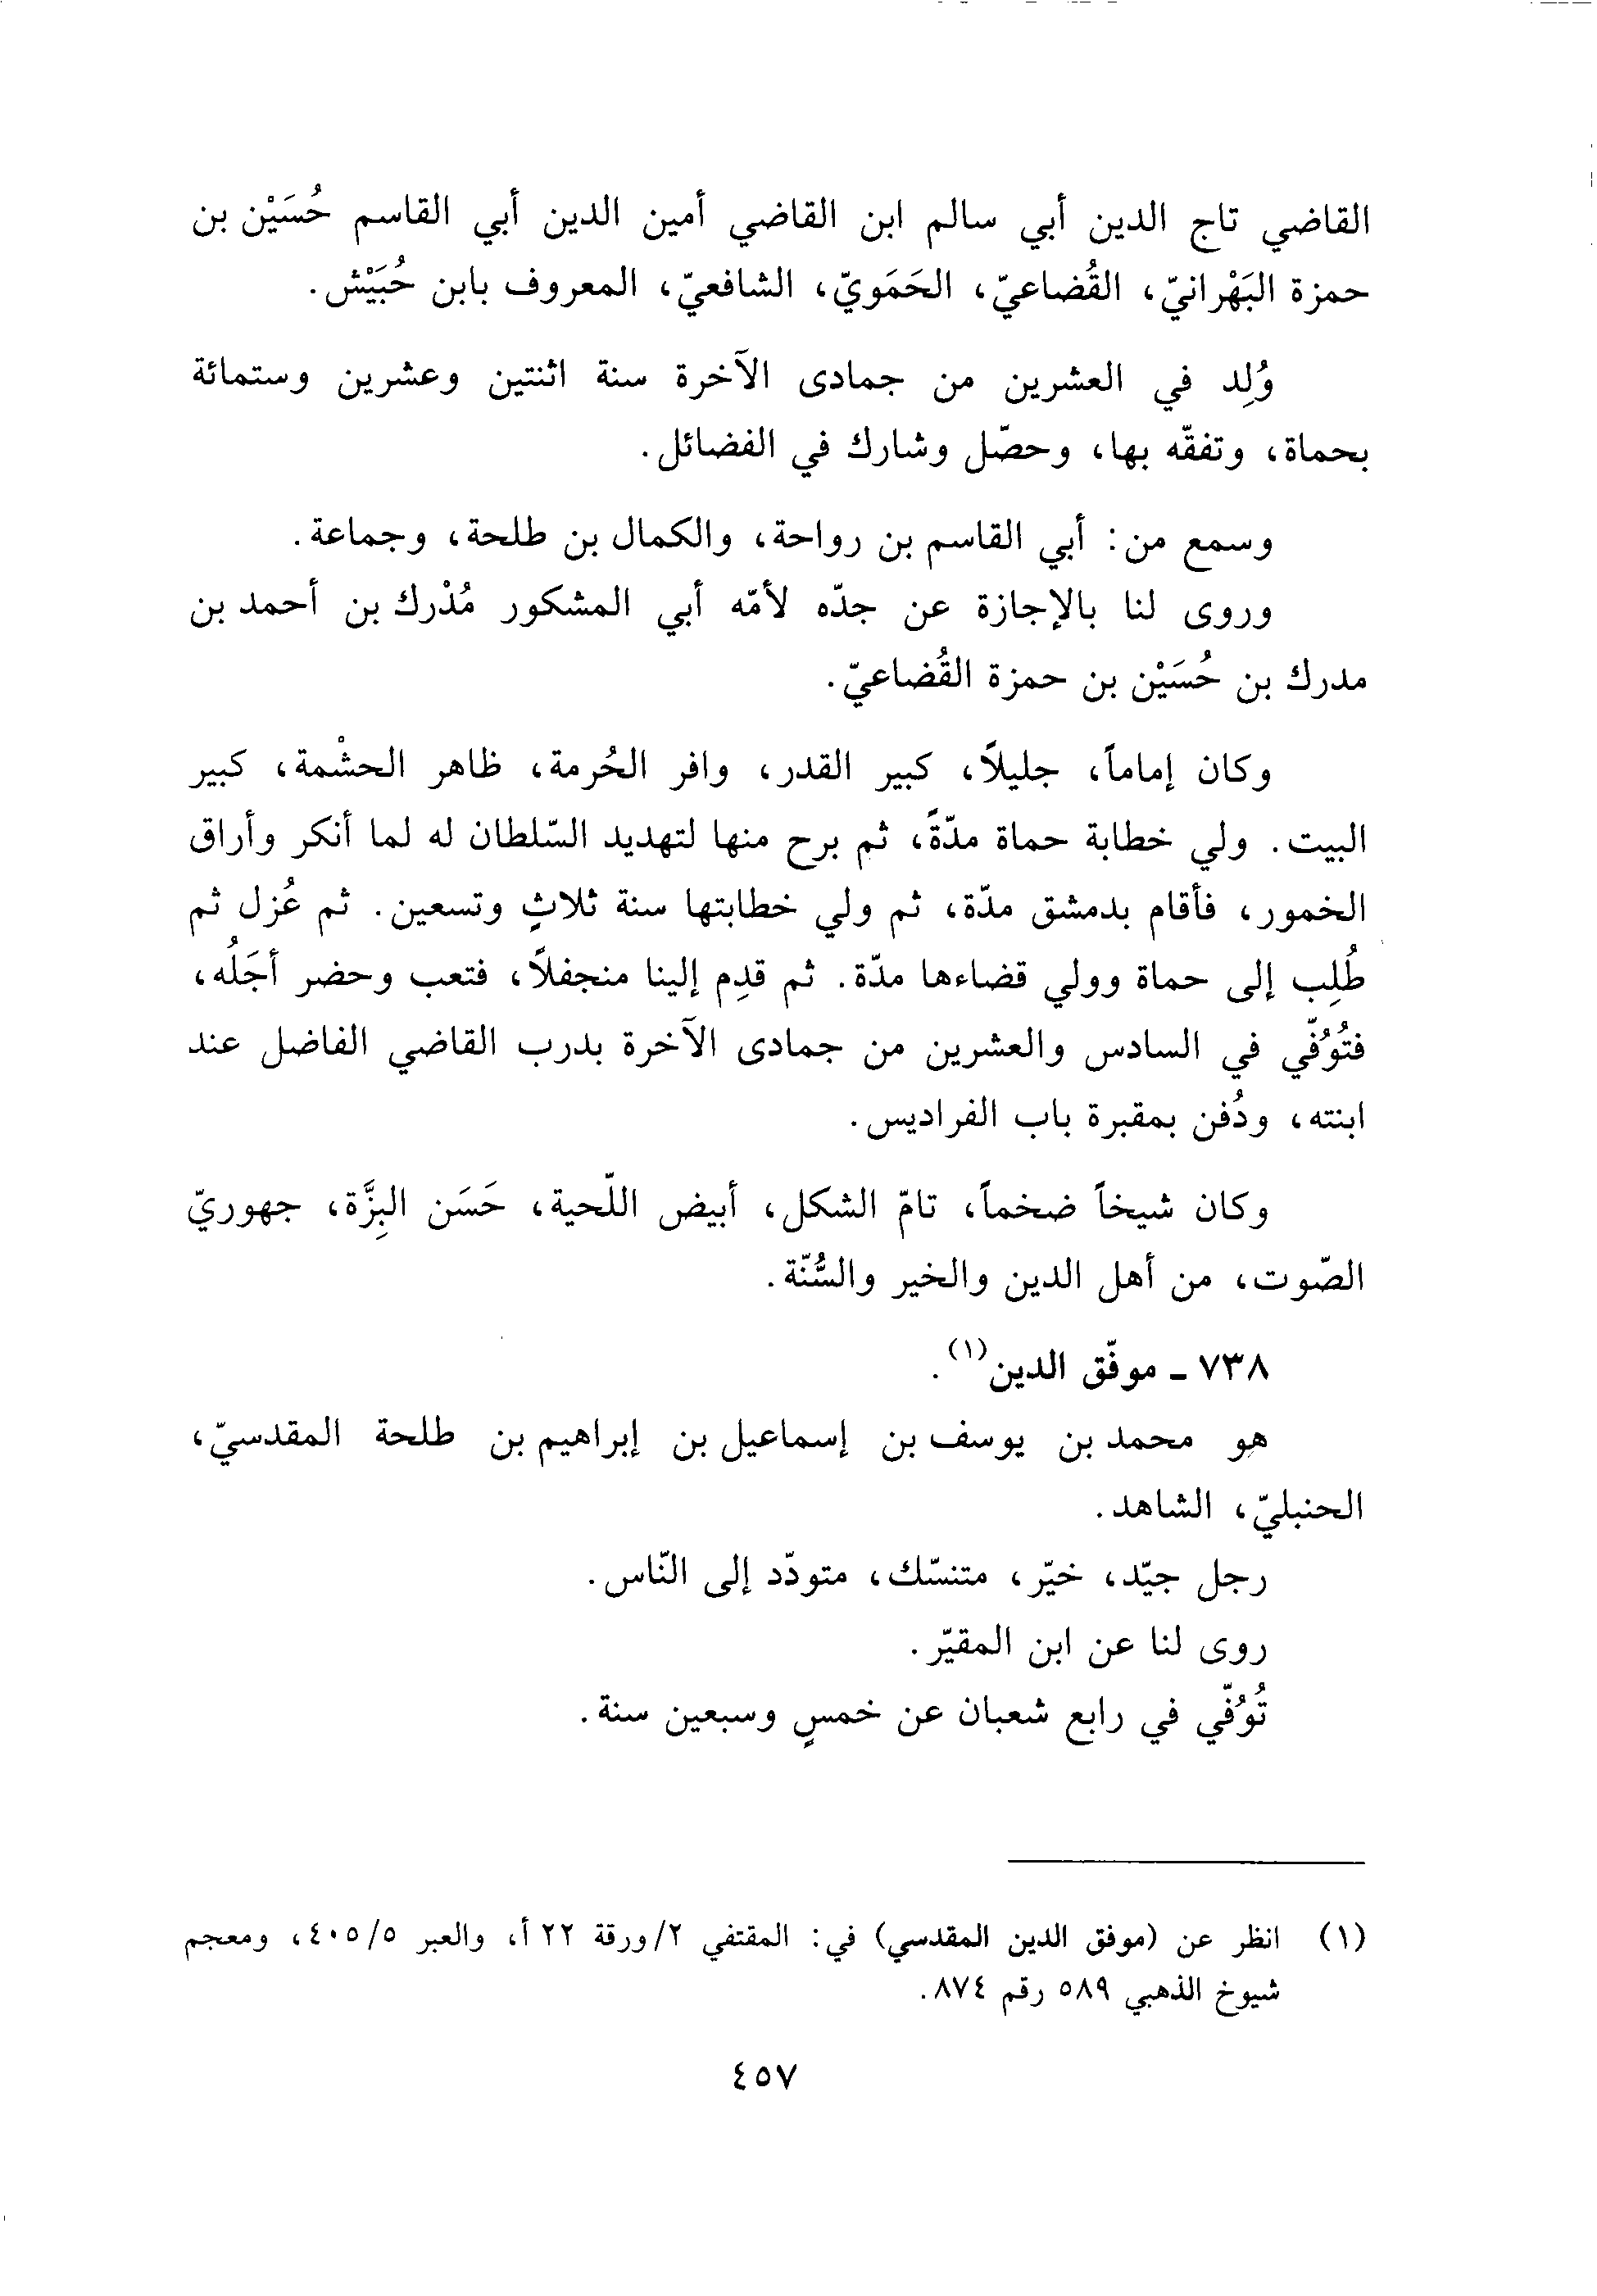 القاضي تاج الدين أبي سالم ابن القاضي أمين الدين أبي القاسم حُسَيْن بن
حمزة البَهْرانيّ، القُضاعيّ، الحَمَويّ، الشافعيّ، المعروف بابن حُبَيْش.
وُلِد في العشرين من جمادى الآخرة سنة اثنتين وعشرين وستمائة
بحماة، وتفقّه بها، وحصّل وشارك في الفضائل.
وسمع من: أبي القاسم بن رواحة، والكمال بن طلحة، وجماعة.
وروى لنا بالإجازة عن جدّه لأمّه أبي المشكور مُدْرك بن أحمد بن
مدرك بن حُسَيْن بن حمزة القُضاعيّ.
وكان إماماً، جليلاً، كبير القدر، وافر الحُرمة، ظاهر الحشْمة، كبير
البيت. ولي خطابة حماة مدّةً، ثم برح منها لتهديد السّلطان له لما أنكر وأراق
الخمور، فأقام بدمشق مدّة، ثم ولي خطابتها سنة ثلاثٍ وتسعين. ثم عُزل ثم
طُلِب إلى حماة وولي قضاءها مدّة. ثم قدِم إلينا منجفلاً، فتعب وحضر أجَلُه،
فتُوُفّي في السادس والعشرين من جمادى الآخرة بدرب القاضي الفاضل عند
ابنته، ودُفن بمقبرة باب الفراديس.
وكان شيخاً ضخماً، تامّ الشكل، أبيض اللّحية، حَسَن البِزَّة، جهوريّ
الصّوت، من أهل الدين والخير والسُّنّة.
٧٣٨ ـ موفّق الدين(١).
هو محمد بن يوسف بن إسماعيل بن إبراهيم بن طلحة المقدسيّ،
الحنبليّ، الشاهد.
رجل جيّد، خيّر، متنسّك، متودّد إلى النّاس.
روى لنا عن ابن المقيّر.
تُوُفّي في رابع شعبان عن خمسٍ وسبعين سنة.
(١) انظر عن (موفق الدين المقدسي) في: المقتفي ٢/ورقة ٢٢ أ، والعبر ٤٠٥/٥، ومعجم
شيوخ الذهبي ٥٨٩ رقم ٨٧٤.
٤٥٧